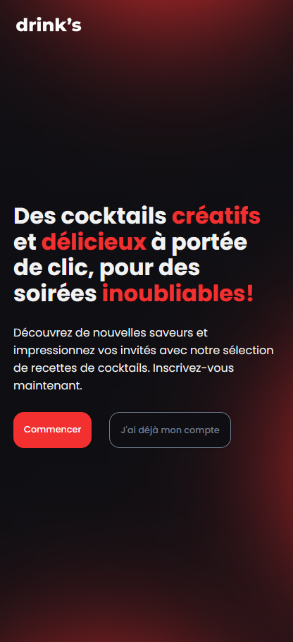 drink's
Des cocktails créatifs
et délicieux à portée
de clic, pour des
soirées inoubliables!
Découvrez de nouvelles saveurs et
impressionnez vos invités avec notre sélection
de recettes de cocktails. Inscrivez-vous
maintenant.
Commencer
J'ai déjà mon compte